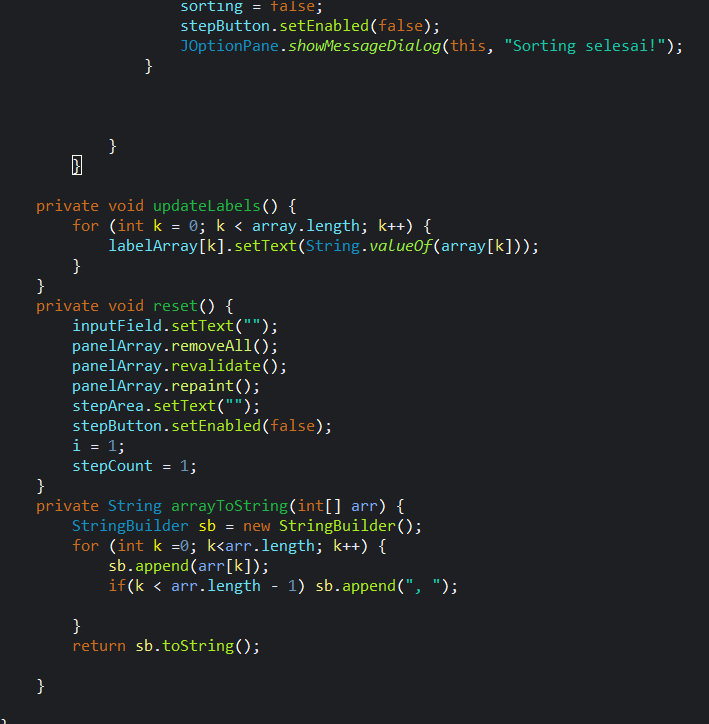 sorting = false;
                    stepButton.setEnabled(false);
                    JOptionPane.showMessageDialog(this, "Sorting selesai!");
                }
            }
        }
    private void updateLabels() {
        for (int k = 0; k < array.length; k++) {
            labelArray[k].setText(String.valueOf(array[k]));
        }
    }
    private void reset() {
        inputField.setText("");
        panelArray.removeAll();
        panelArray.revalidate();
        panelArray.repaint();
        stepArea.setText("");
        stepButton.setEnabled(false);
        i = 1;
        stepCount = 1;
    }
    private String arrayToString(int[] arr) {
        StringBuilder sb = new StringBuilder();
        for (int k =0; k<arr.length; k++) {
            sb.append(arr[k]);
            if(k < arr.length - 1) sb.append(", ");
        }
        return sb.toString();
    }
}